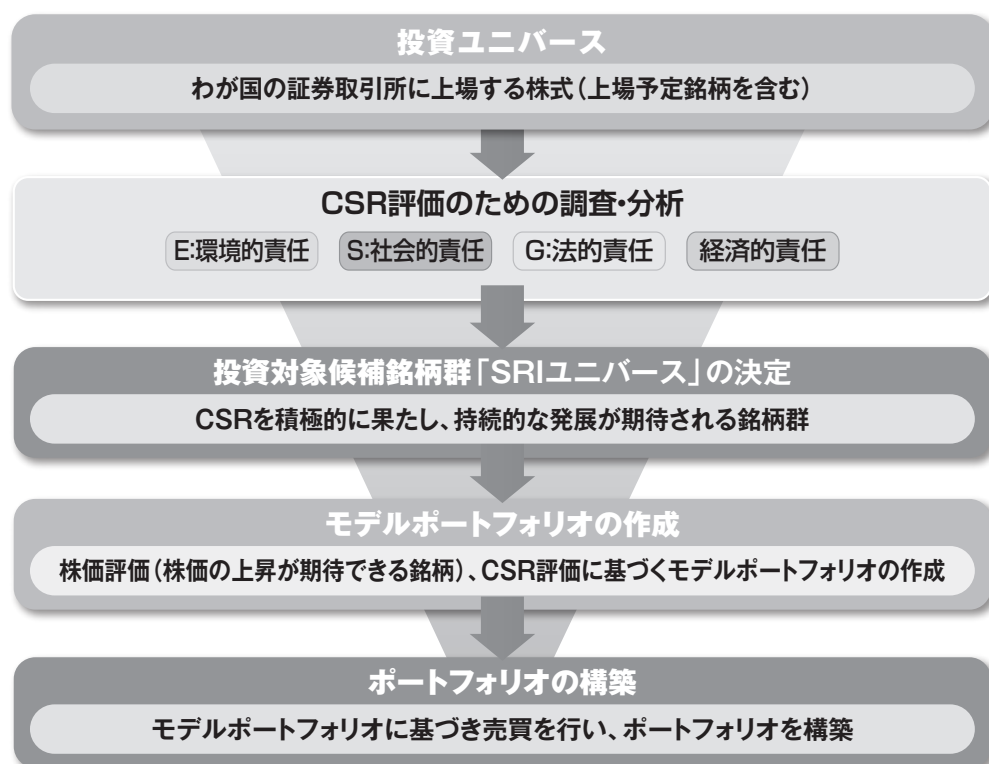 投資ユニバース
わが国の証券取引所に上場する株式（上場予定銘柄を含む）
CSR評価のための調査・分析
E:環境的責任 S:社会的責任 G:法的責任 経済的責任
投資対象候補銘柄群「SRIユニバース」の決定
CSRを積極的に果たし、持続的な発展が期待される銘柄群
モデルポートフォリオの作成
株価評価（株価の上昇が期待できる銘柄）、CSR評価に基づくモデルポートフォリオの作成
ポートフォリオの構築
モデルポートフォリオに基づき売買を行い、ポートフォリオを構築